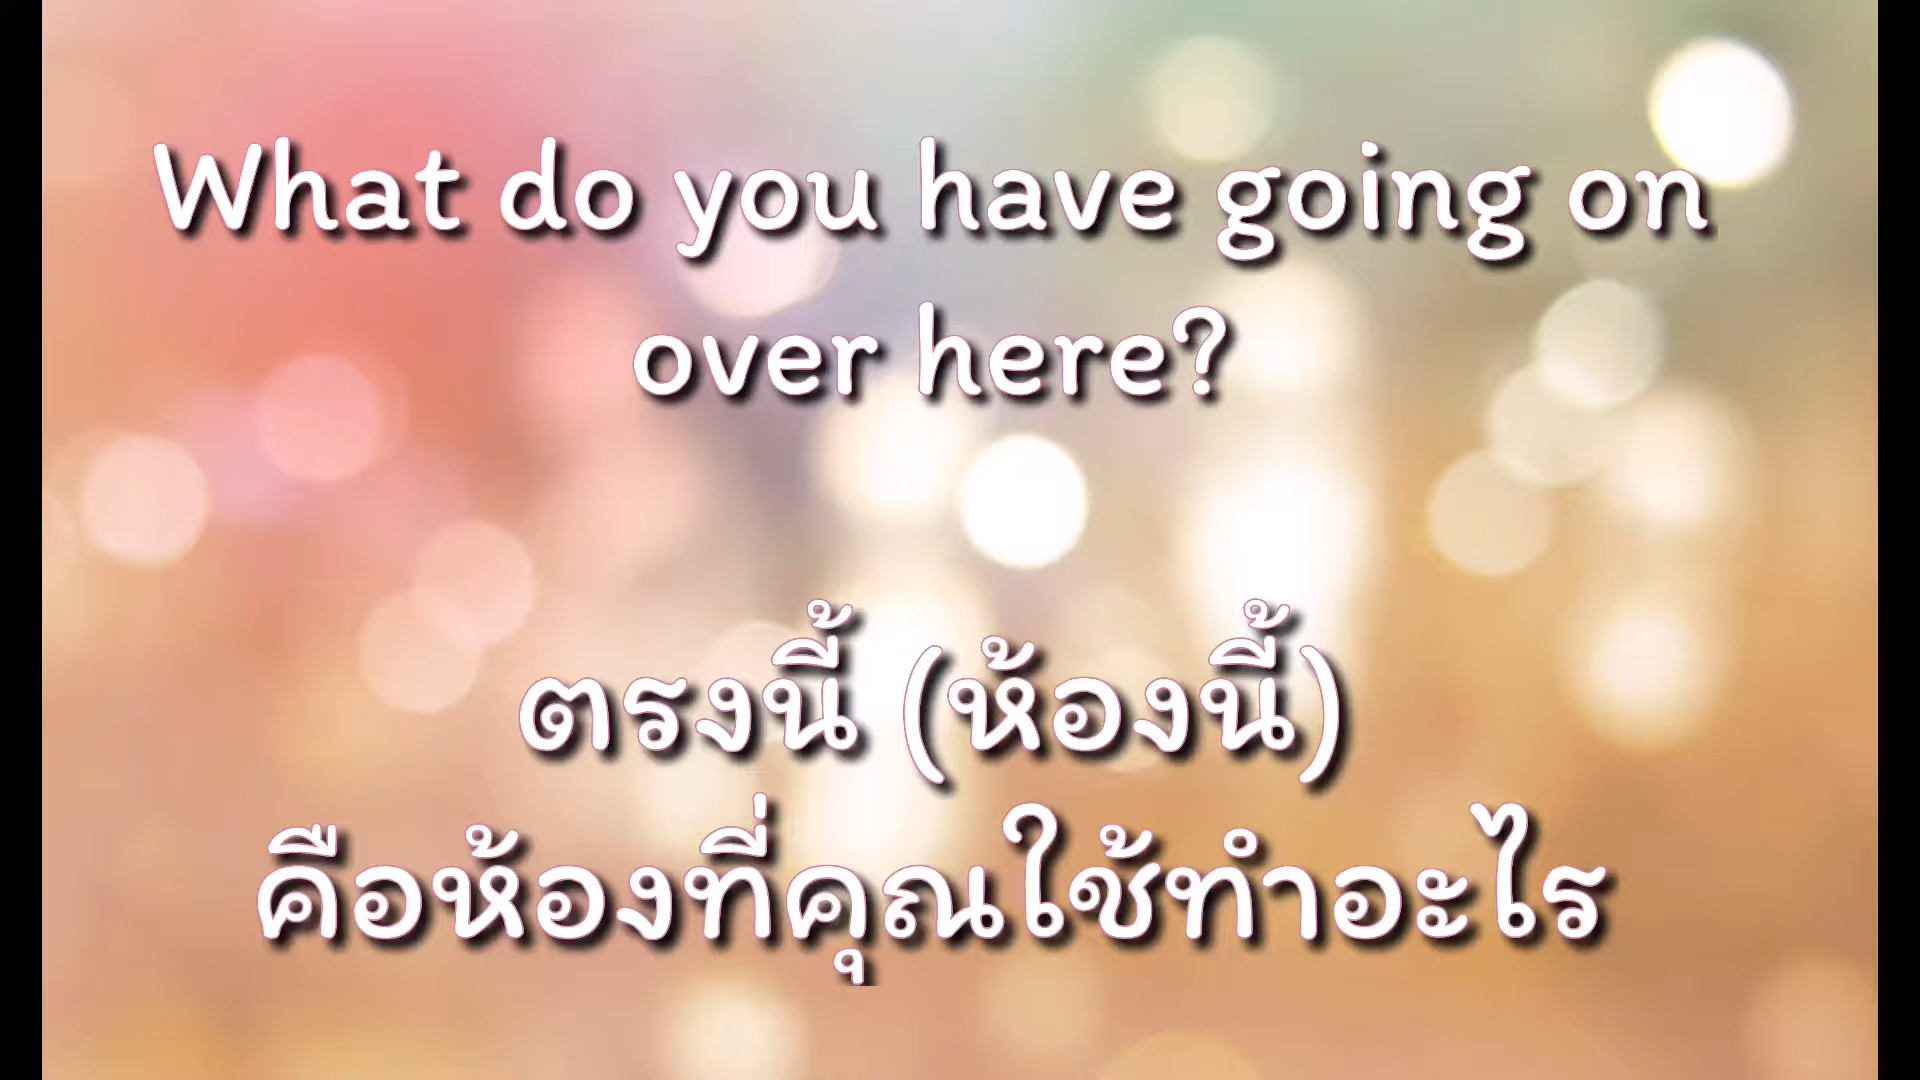 What do you have going on
over here?
ตรงนี้ (ห้องนี้)
คือห้องที่คุณใช้ทำอะไร